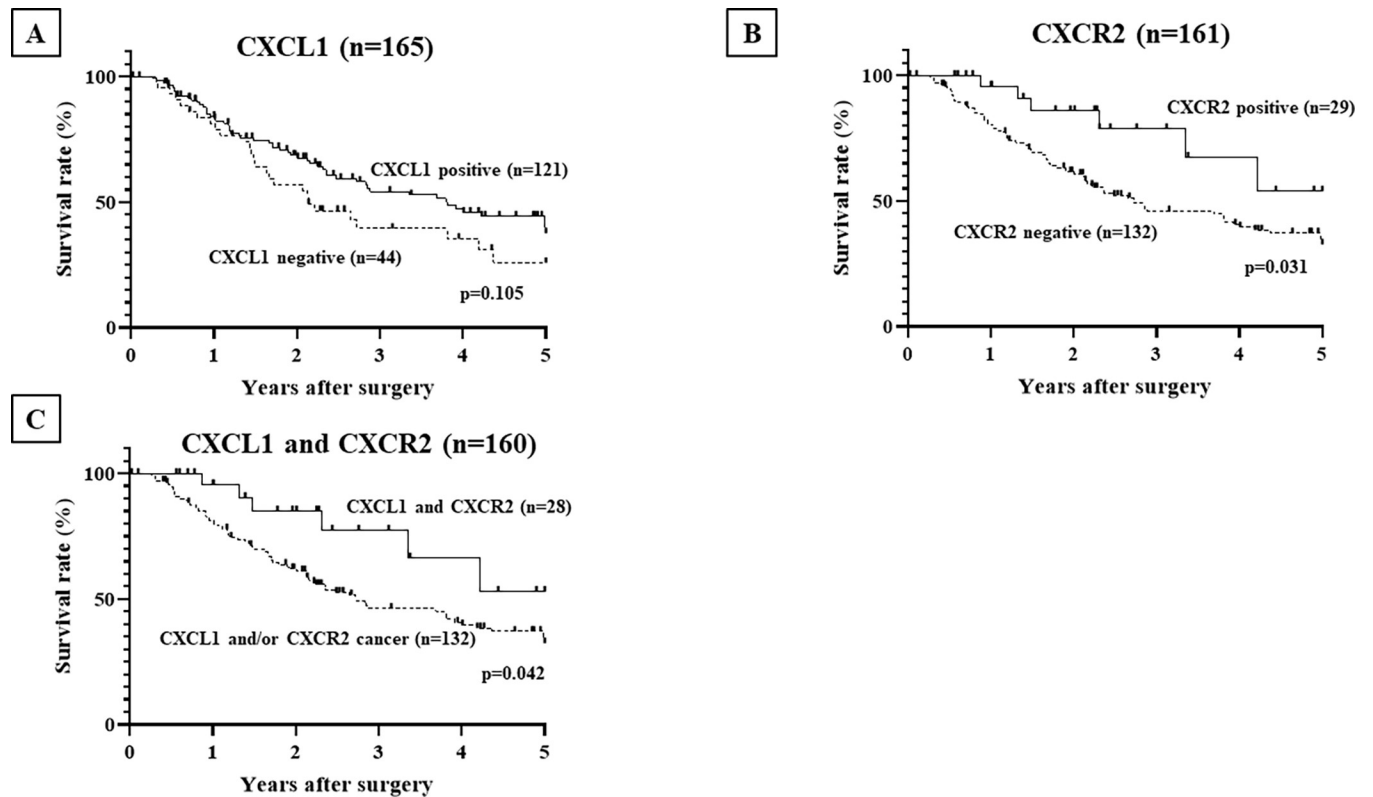 A
CXCL1 (n=165)
Survival rate (%)
100
50
0
CXCL1 positive (n=121)
CXCL1 negative (n=44)
p=0.105
0 1 2 3 4 5
Years after surgery
B
CXCR2 (n=161)
Survival rate (%)
100
50
0
CXCR2 positive (n=29)
CXCR2 negative (n=132)
p=0.031
0 1 2 3 4 5
Years after surgery
C
CXCL1 and CXCR2 (n=160)
Survival rate (%)
100
50
0
CXCL1 and CXCR2 (n=28)
CXCL1 and/or CXCR2 cancer (n=132)
p=0.042
0 1 2 3 4 5
Years after surgery